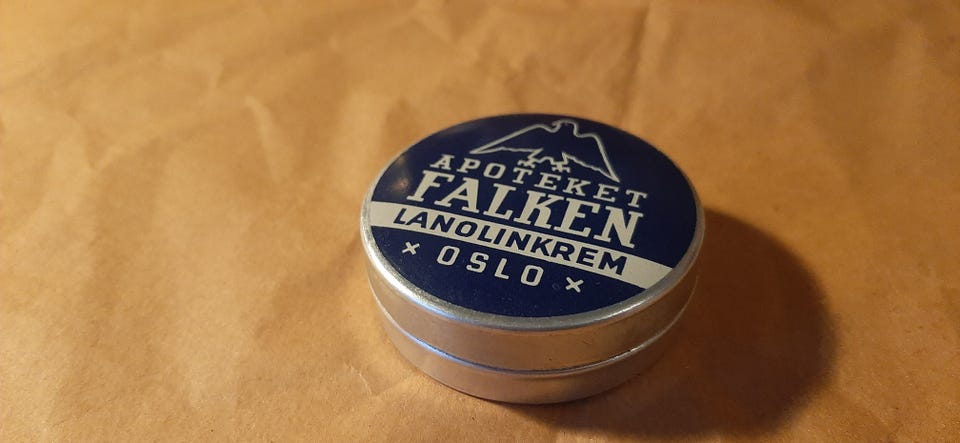 APOTEKET
FALKEN
LANOLINKREM
× OSLO ×